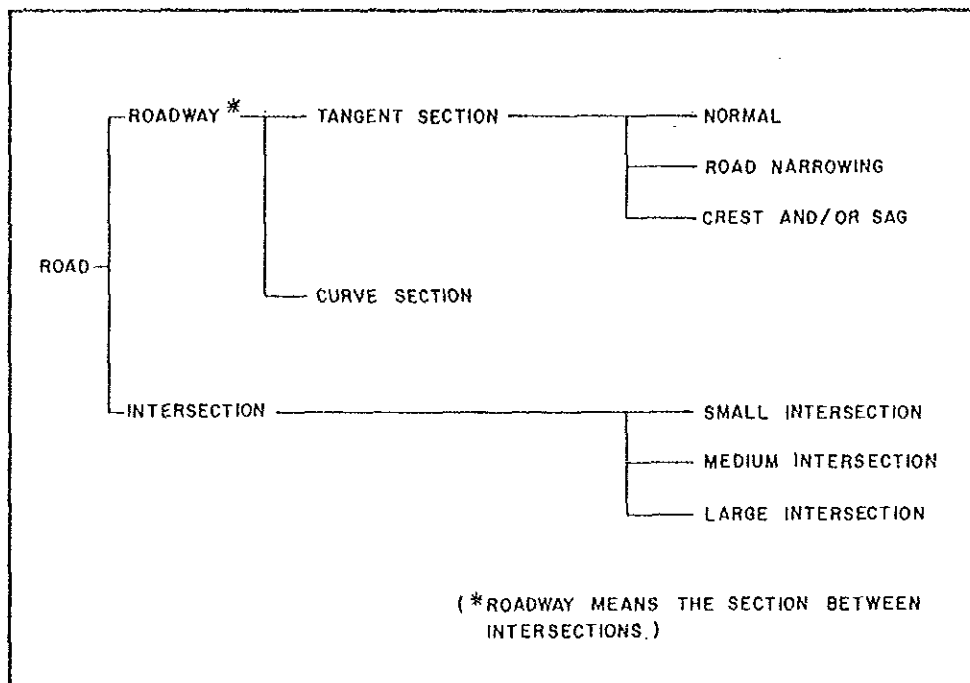 ROADWAY * TANGENT SECTION NORMAL
ROAD NARROWING
CREST AND/OR SAG
ROAD
CURVE SECTION
INTERSECTION SMALL INTERSECTION
MEDIUM INTERSECTION
LARGE INTERSECTION
(*ROADWAY MEANS THE SECTION BETWEEN
INTERSECTIONS.)